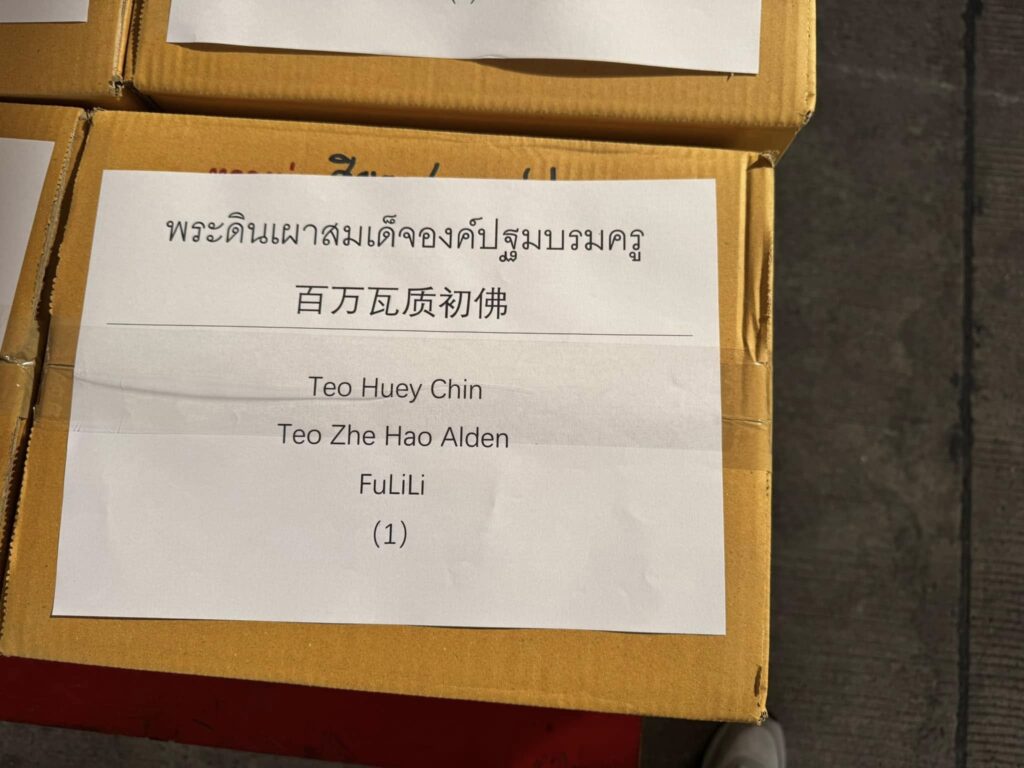 พระดินเผาสมเด็จองค์ปฐมบรมครู
百万瓦质初佛
Teo Huey Chin
Teo Zhe Hao Alden
FuLiLi
(1)